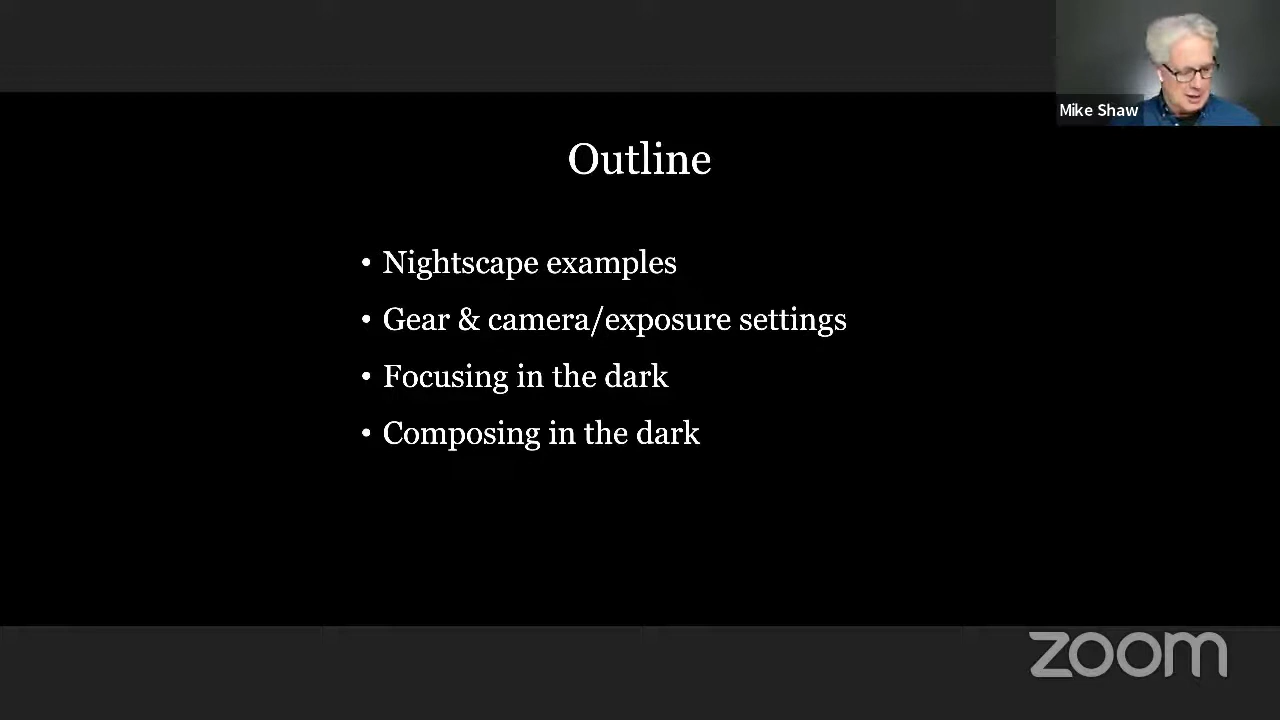 Mike Shaw
Outline
• Nightscape examples
• Gear & camera/exposure settings
• Focusing in the dark
• Composing in the dark
zoom